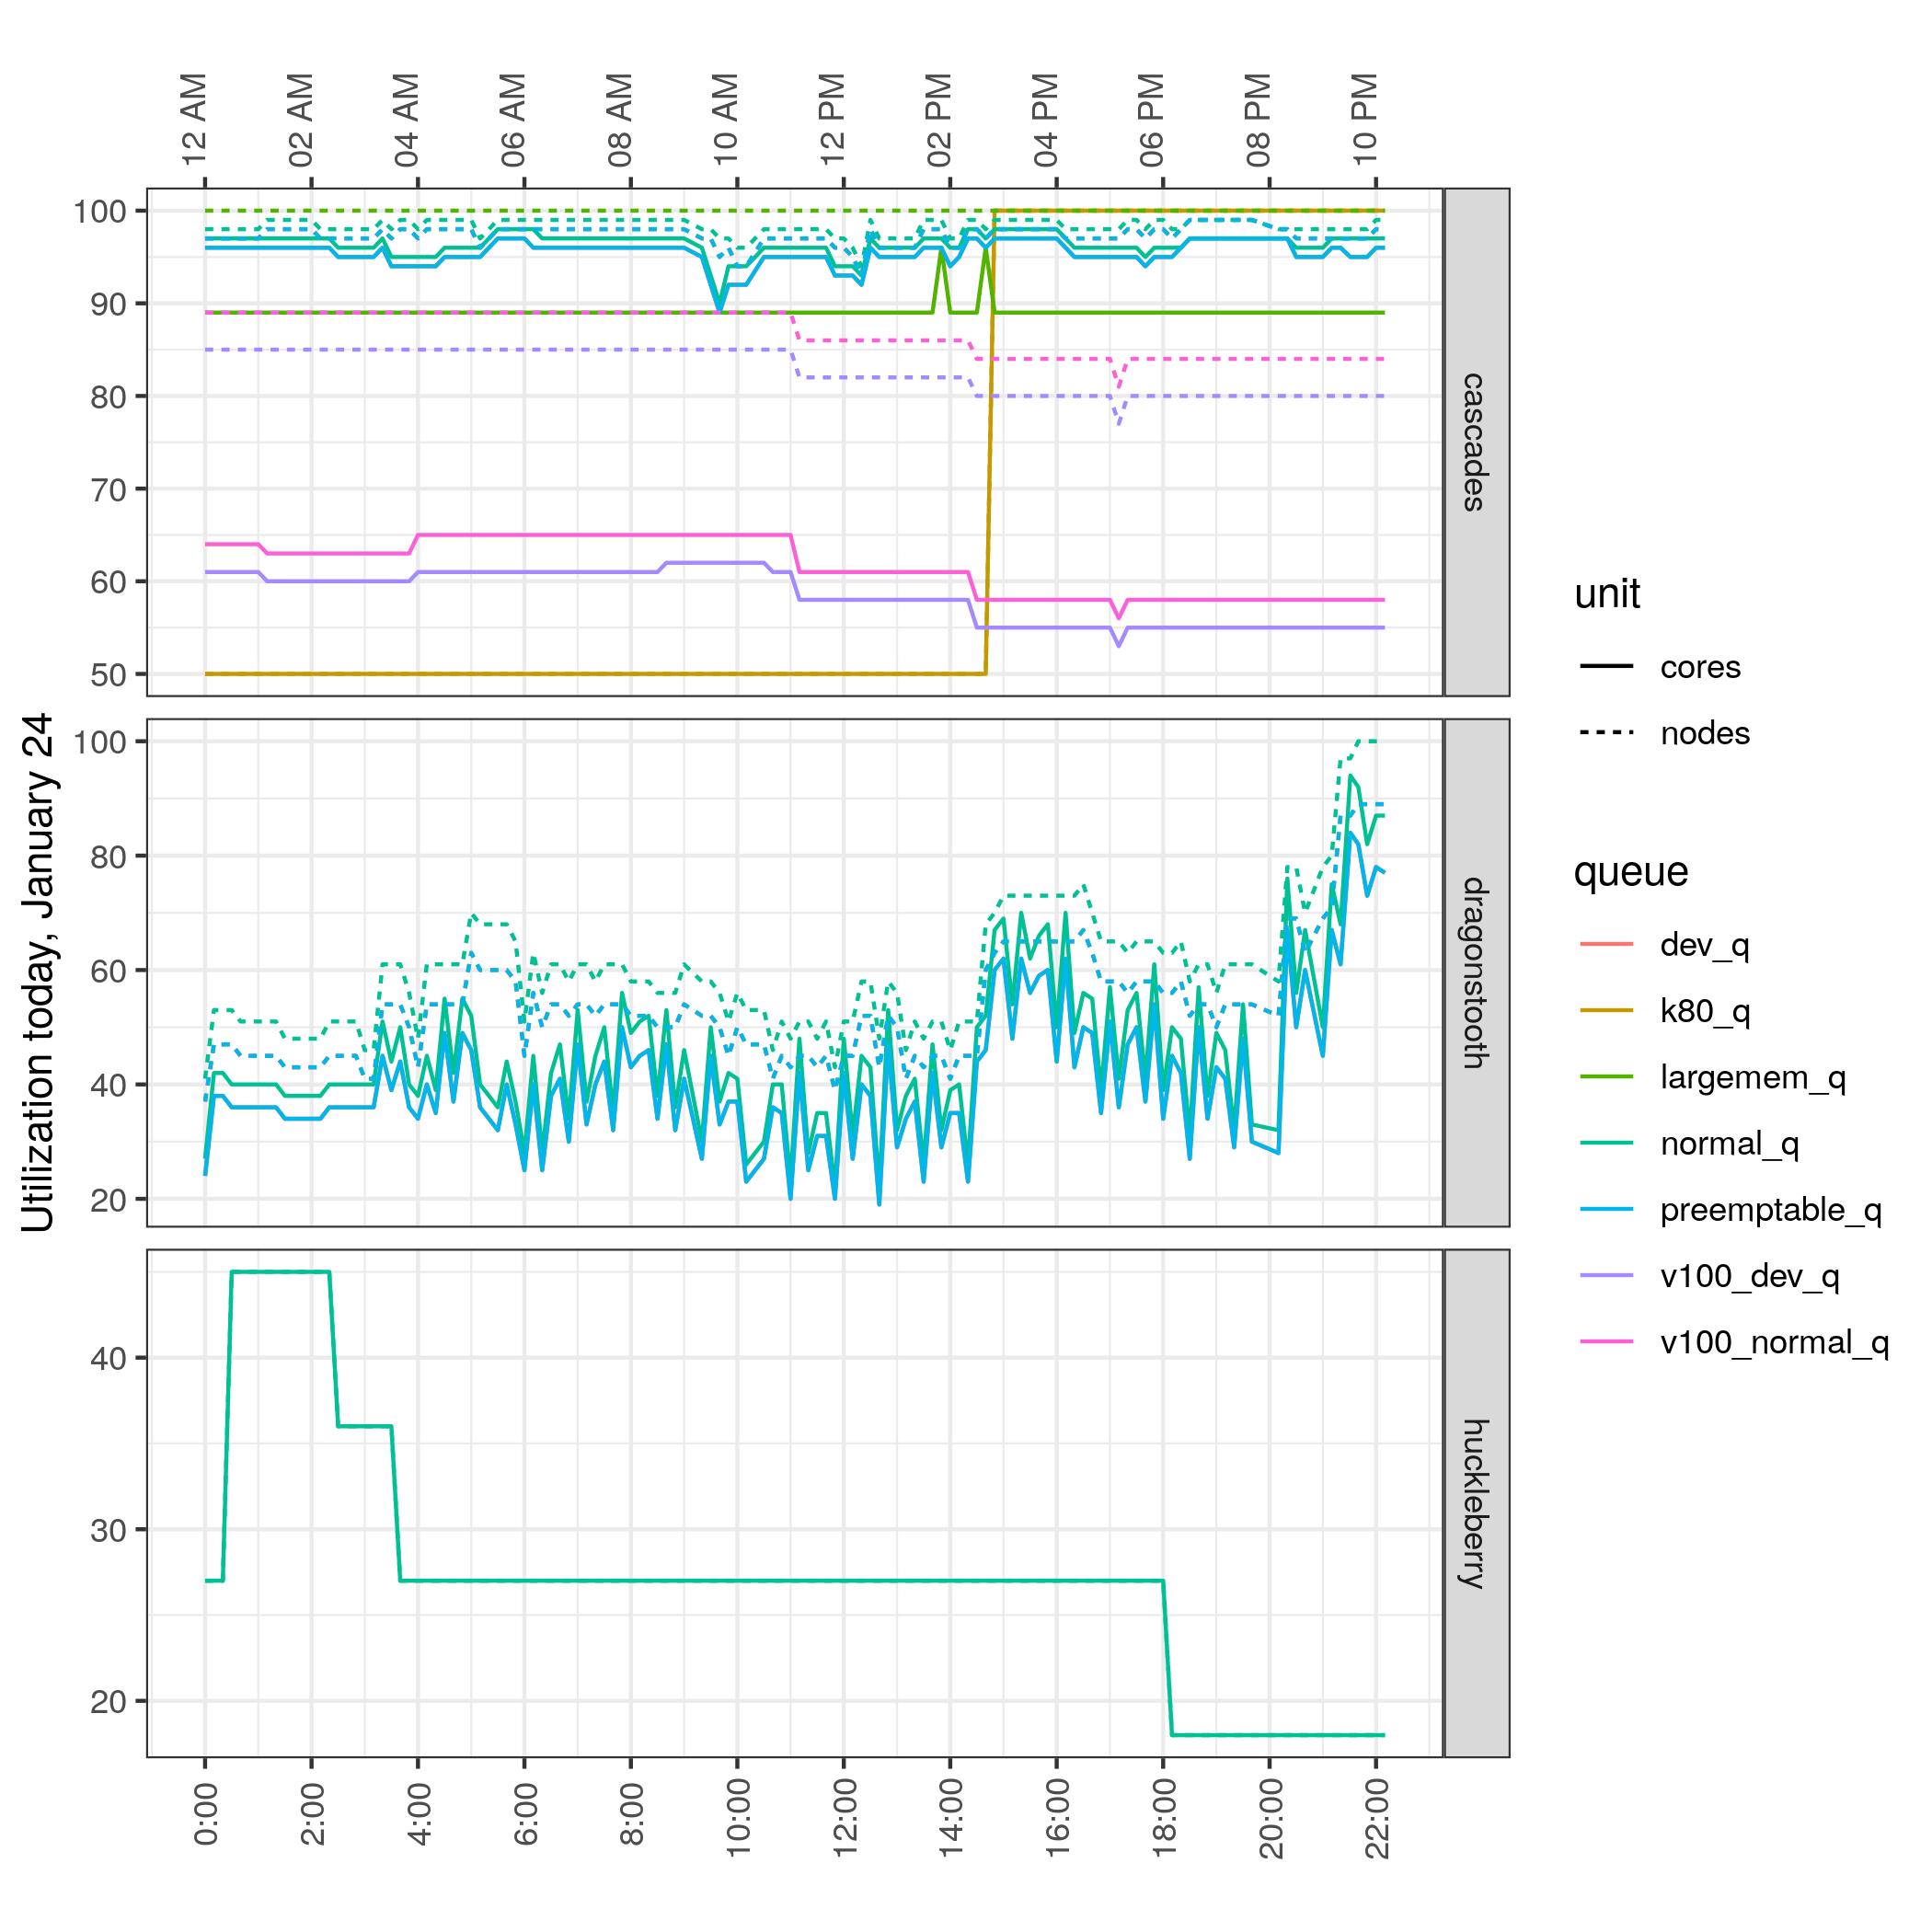 12 AM
02 AM
04 AM
06 AM
08 AM
10 AM
12 PM
02 PM
04 PM
06 PM
08 PM
10 PM
Utilization today, January 24
100
90
80
70
60
50
cascades
100
80
60
40
20
dragonstooth
40
30
20
huckleberry
0:00
2:00
4:00
6:00
8:00
10:00
12:00
14:00
16:00
18:00
20:00
22:00
unit
cores
nodes
queue
dev_q
k80_q
largemem_q
normal_q
preemptable_q
v100_dev_q
v100_normal_q